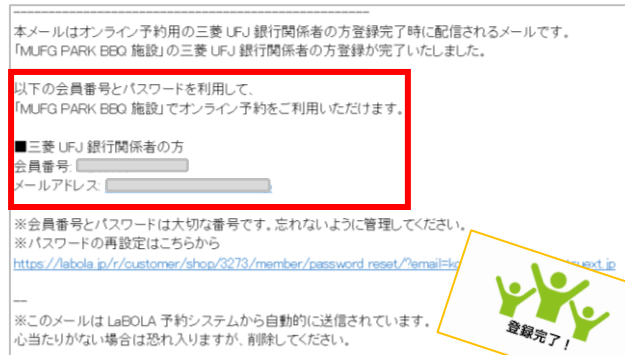 本メールはオンライン予約用の三菱 UFJ 銀行関係者の方登録完了時に配信されるメールです。
「MUFG PARK BBQ 施設」の三菱 UFJ 銀行関係者の方登録が完了いたしました。
以下の会員番号とパスワードを利用して、
「MUFG PARK BBQ 施設」でオンライン予約をご利用いただけます。
■三菱 UFJ 銀行関係者の方
会員番号:
メールアドレス:
※会員番号とパスワードは大切な番号です。忘れないように管理してください。
※パスワードの再設定はこちらから
https://labola.jp/r/customer/shop/3273/member/password_reset/?email=k
登録完了！
※このメールは LaBOLA 予約システムから自動的に送信されています。
心当たりがない場合は恐れ入りますが、削除してください。